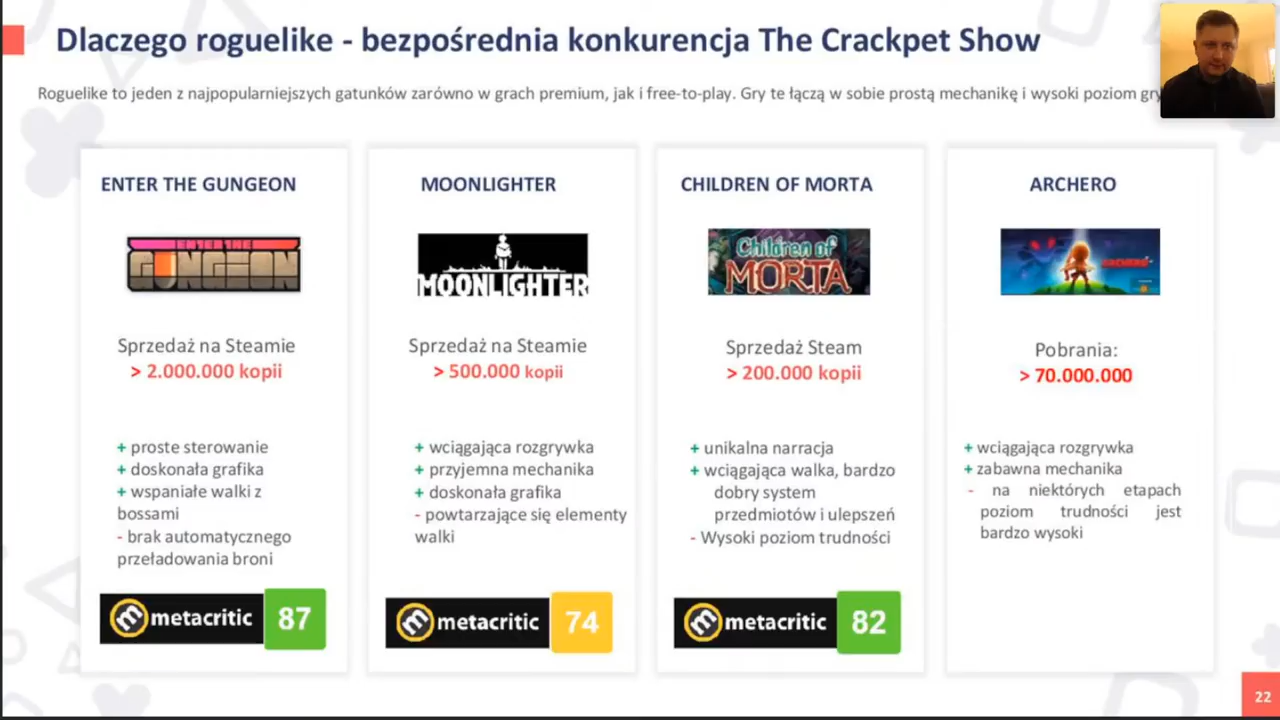 Dlaczego roguelike - bezpośrednia konkurencja The Crackpet Show
Roguelike to jeden z najpopularniejszych gatunków zarówno w grach premium, jak i free-to-play. Gry te łączą w sobie prostą mechanikę i wysoki poziom
ENTER THE GUNGEON
ENTER THE
GUNGEON
Sprzedaż na Steamie
> 2.000.000 kopii
+ proste sterowanie
+ doskonała grafika
+ wspaniałe walki z
bossami
- brak automatycznego
przeładowania broni
metacritic 87
MOONLIGHTER
MOONLIGHTER
Sprzedaż na Steamie
> 500.000 kopii
+ wciągająca rozgrywka
+ przyjemna mechanika
+ doskonała grafika
- powtarzające się elementy
walki
metacritic 74
CHILDREN OF MORTA
Children of
MORTA
Sprzedaż Steam
> 200.000 kopii
+ unikalna narracja
+ wciągająca walka, bardzo
dobry system
przedmiotów i ulepszeń
- Wysoki poziom trudności
metacritic 82
ARCHERO
ARCHERO
Pobrania:
> 70.000.000
+ wciągająca rozgrywka
+ zabawna mechanika
- na niektórych etapach
poziom trudności jest
bardzo wysoki
22